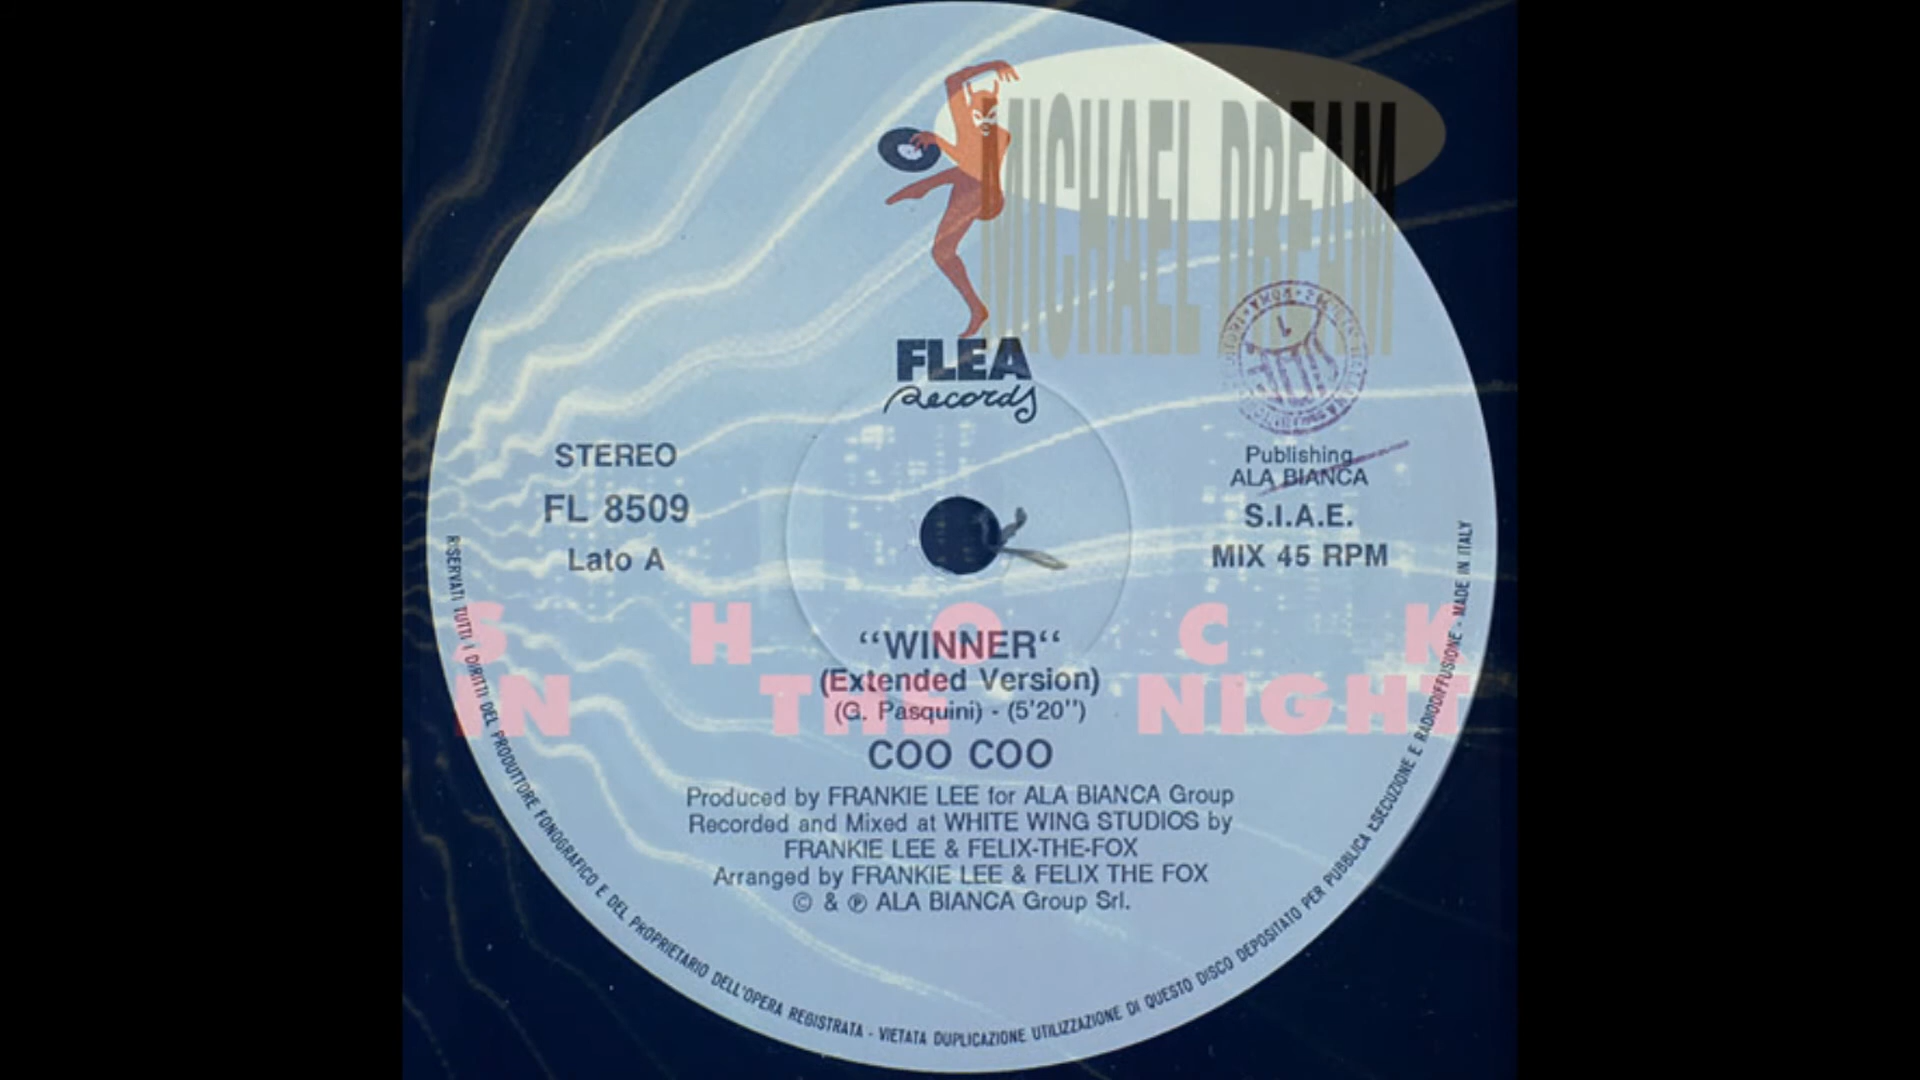 MICHAEL DREAM
FLEA
Records
STEREO
FL 8509
Lato A
Publishing
ALA BIANCA
S.I.A.E.
MIX 45 RPM
SHOCK
IN THE NIGHT
“WINNER“
(Extended Version)
(G. Pasquini) - (5'20'')
COO COO
Produced by FRANKIE LEE for ALA BIANCA Group
Recorded and Mixed at WHITE WING STUDIOS by
FRANKIE LEE & FELIX-THE-FOX
Arranged by FRANKIE LEE & FELIX THE FOX
© & ℗ ALA BIANCA Group Srl.
RISERVATI TUTTI I DIRITTI DEL PRODUTTORE FONOGRAFICO E DEL PROPRIETARIO DELL'OPERA REGISTRATA - VIETATA DUPLICAZIONE UTILIZZAZIONE DI QUESTO DISCO DEPOSITATO PER PUBBLICA ESECUZIONE E RADIODIFFUSIONE - MADE IN ITALY